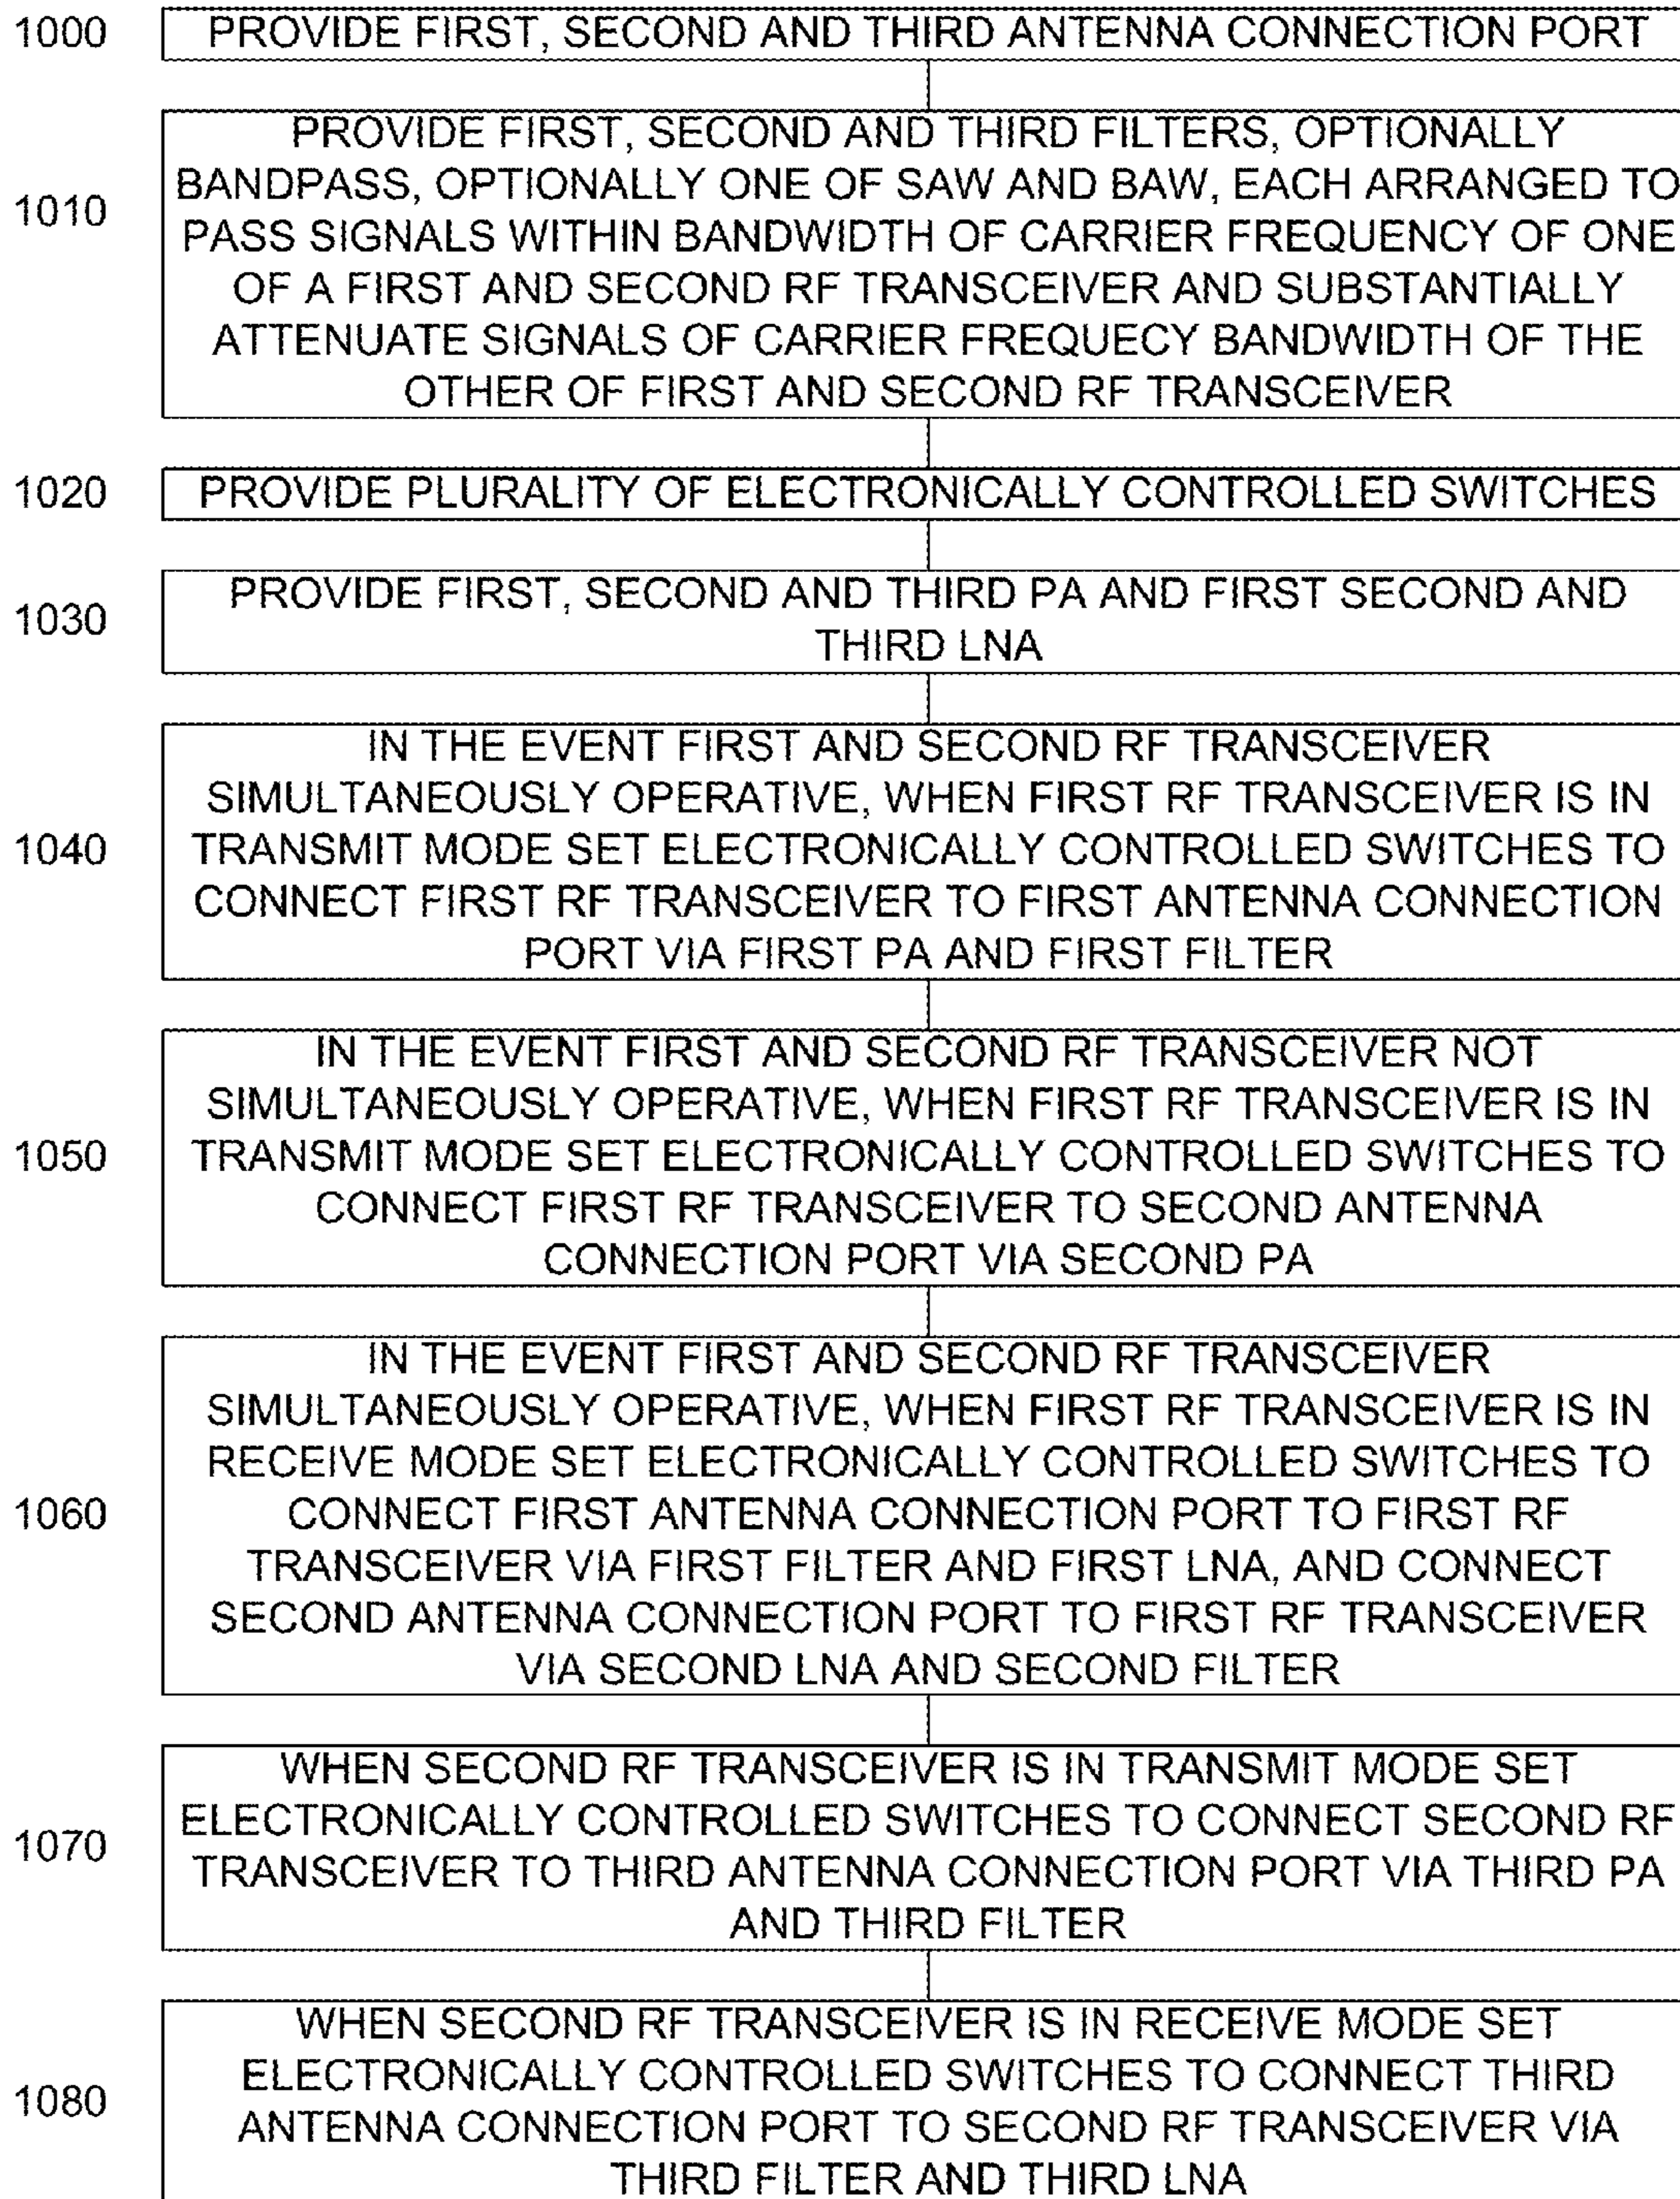 1000
PROVIDE FIRST, SECOND AND THIRD ANTENNA CONNECTION PORT
1010
PROVIDE FIRST, SECOND AND THIRD FILTERS, OPTIONALLY
BANDPASS, OPTIONALLY ONE OF SAW AND BAW, EACH ARRANGED TO
PASS SIGNALS WITHIN BANDWIDTH OF CARRIER FREQUENCY OF ONE
OF A FIRST AND SECOND RF TRANSCEIVER AND SUBSTANTIALLY
ATTENUATE SIGNALS OF CARRIER FREQUECY BANDWIDTH OF THE
OTHER OF FIRST AND SECOND RF TRANSCEIVER
1020
PROVIDE PLURALITY OF ELECTRONICALLY CONTROLLED SWITCHES
1030
PROVIDE FIRST, SECOND AND THIRD PA AND FIRST SECOND AND
THIRD LNA
1040
IN THE EVENT FIRST AND SECOND RF TRANSCEIVER
SIMULTANEOUSLY OPERATIVE, WHEN FIRST RF TRANSCEIVER IS IN
TRANSMIT MODE SET ELECTRONICALLY CONTROLLED SWITCHES TO
CONNECT FIRST RF TRANSCEIVER TO FIRST ANTENNA CONNECTION
PORT VIA FIRST PA AND FIRST FILTER
1050
IN THE EVENT FIRST AND SECOND RF TRANSCEIVER NOT
SIMULTANEOUSLY OPERATIVE, WHEN FIRST RF TRANSCEIVER IS IN
TRANSMIT MODE SET ELECTRONICALLY CONTROLLED SWITCHES TO
CONNECT FIRST RF TRANSCEIVER TO SECOND ANTENNA
CONNECTION PORT VIA SECOND PA
1060
IN THE EVENT FIRST AND SECOND RF TRANSCEIVER
SIMULTANEOUSLY OPERATIVE, WHEN FIRST RF TRANSCEIVER IS IN
RECEIVE MODE SET ELECTRONICALLY CONTROLLED SWITCHES TO
CONNECT FIRST ANTENNA CONNECTION PORT TO FIRST RF
TRANSCEIVER VIA FIRST FILTER AND FIRST LNA, AND CONNECT
SECOND ANTENNA CONNECTION PORT TO FIRST RF TRANSCEIVER
VIA SECOND LNA AND SECOND FILTER
1070
WHEN SECOND RF TRANSCEIVER IS IN TRANSMIT MODE SET
ELECTRONICALLY CONTROLLED SWITCHES TO CONNECT SECOND RF
TRANSCEIVER TO THIRD ANTENNA CONNECTION PORT VIA THIRD PA
AND THIRD FILTER
1080
WHEN SECOND RF TRANSCEIVER IS IN RECEIVE MODE SET
ELECTRONICALLY CONTROLLED SWITCHES TO CONNECT THIRD
ANTENNA CONNECTION PORT TO SECOND RF TRANSCEIVER VIA
THIRD FILTER AND THIRD LNA